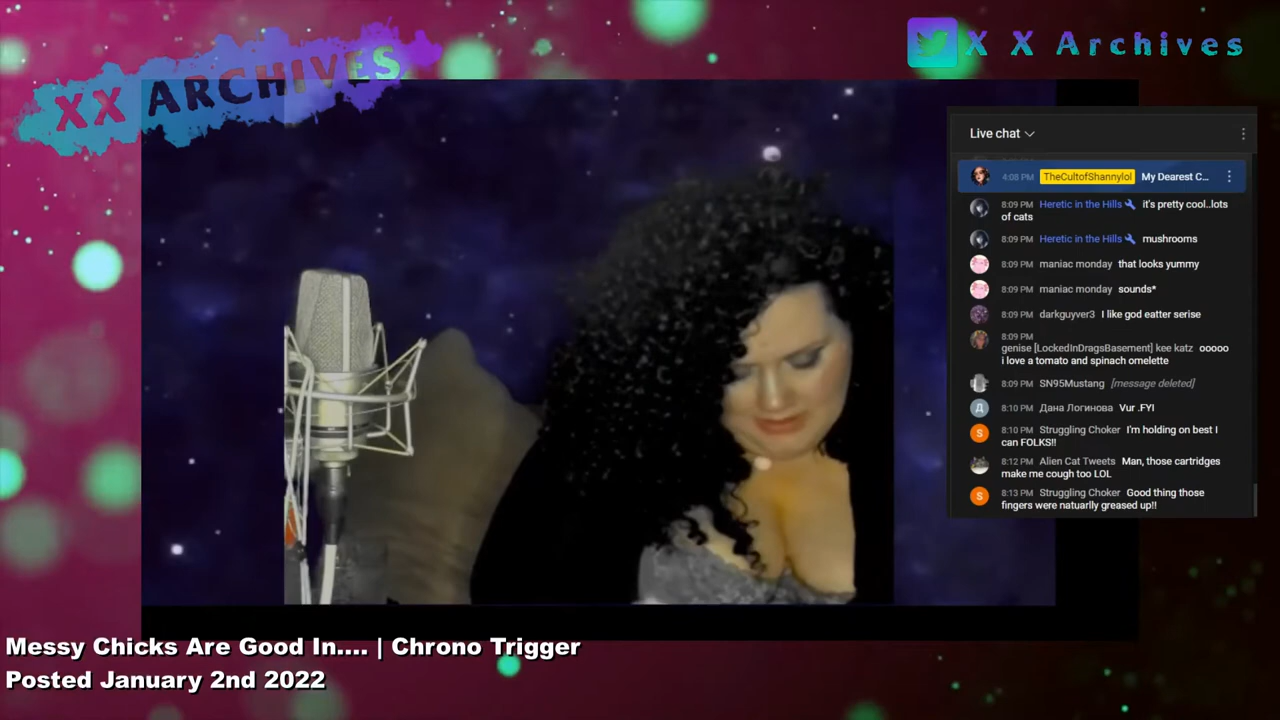 XX ARCHIVES
X X Archives
Live chat
4:08 PM TheCultofShannylol My Dearest C...
8:09 PM Heretic in the Hills it's pretty cool..lots
of cats
8:09 PM Heretic in the Hills mushrooms
8:09 PM maniac monday that looks yummy
8:09 PM maniac monday sounds*
8:09 PM darkguyver3 I like god eatter serise
8:09 PM
genise [LockedInDragsBasement] kee katz ooooo
i love a tomato and spinach omelette
8:09 PM SN95Mustang [message deleted]
Д 8:10 PM Дана Логинова Vur .FYI
S 8:10 PM Struggling Choker I'm holding on best I
can FOLKS!!
8:12 PM Alien Cat Tweets Man, those cartridges
make me cough too LOL
S 8:13 PM Struggling Choker Good thing those
fingers were natuarlly greased up!!
Messy Chicks Are Good In.... | Chrono Trigger
Posted January 2nd 2022